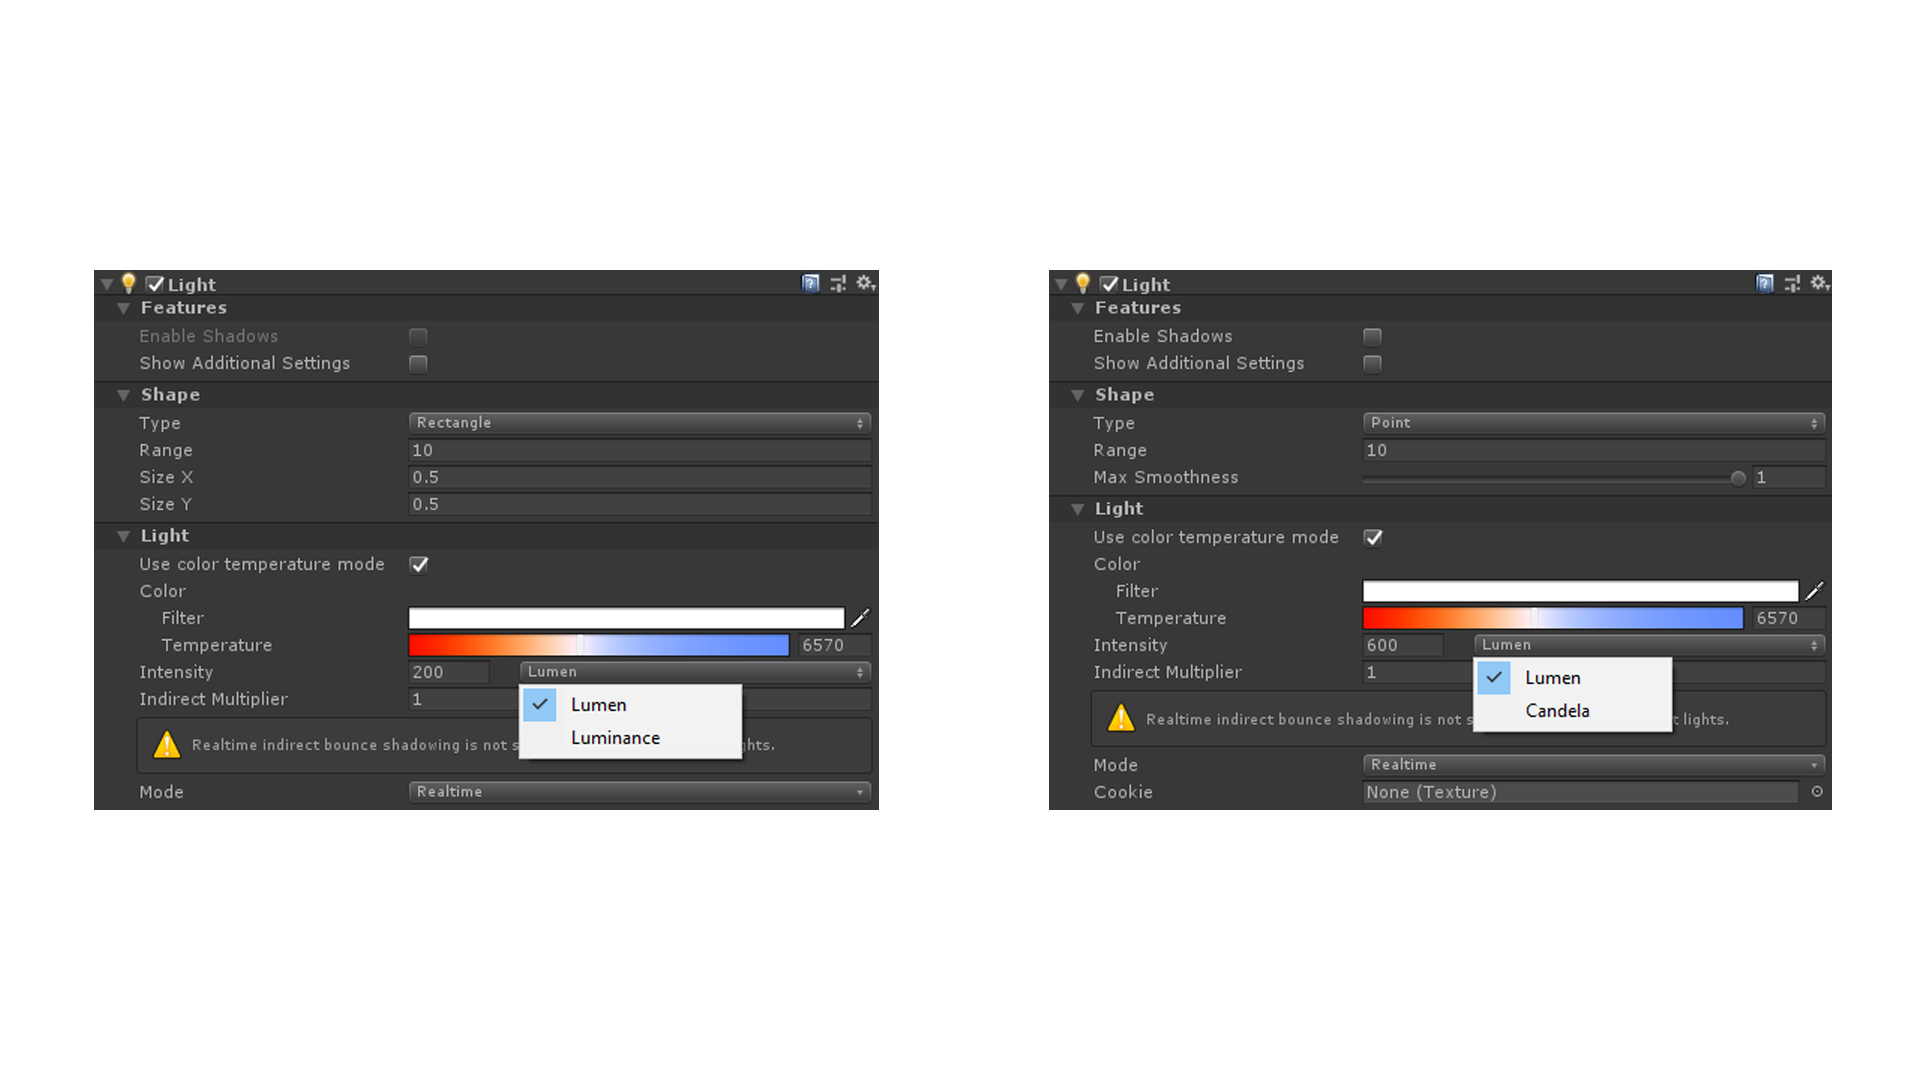 Light
Features
Enable Shadows
Show Additional Settings
Shape
Type Rectangle
Range 10
Size X 0.5
Size Y 0.5
Light
Use color temperature mode
Color
Filter
Temperature 6570
Intensity 200 Lumen
Lumen
Luminance
Indirect Multiplier 1
Realtime indirect bounce shadowing is not
Mode Realtime
Light
Features
Enable Shadows
Show Additional Settings
Shape
Type Point
Range 10
Max Smoothness 1
Light
Use color temperature mode
Color
Filter
Temperature 6570
Intensity 600 Lumen
Lumen
Candela
Indirect Multiplier 1
Realtime indirect bounce shadowing is not lights.
Mode Realtime
Cookie None (Texture)